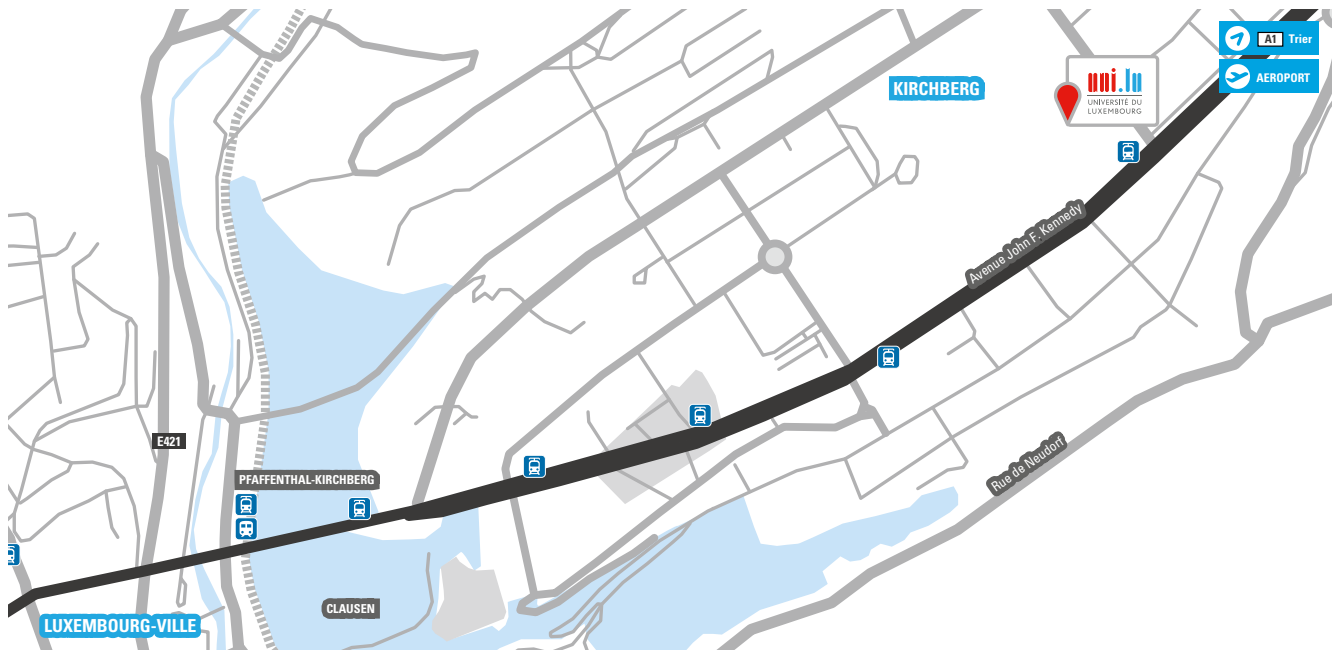 A1 Trier
AEROPORT
KIRCHBERG
uni.lu
UNIVERSITÉ DU
LUXEMBOURG
Avenue John F. Kennedy
E421
Rue de Neudorf
PFAFFENTHAL-KIRCHBERG
CLAUSEN
LUXEMBOURG-VILLE